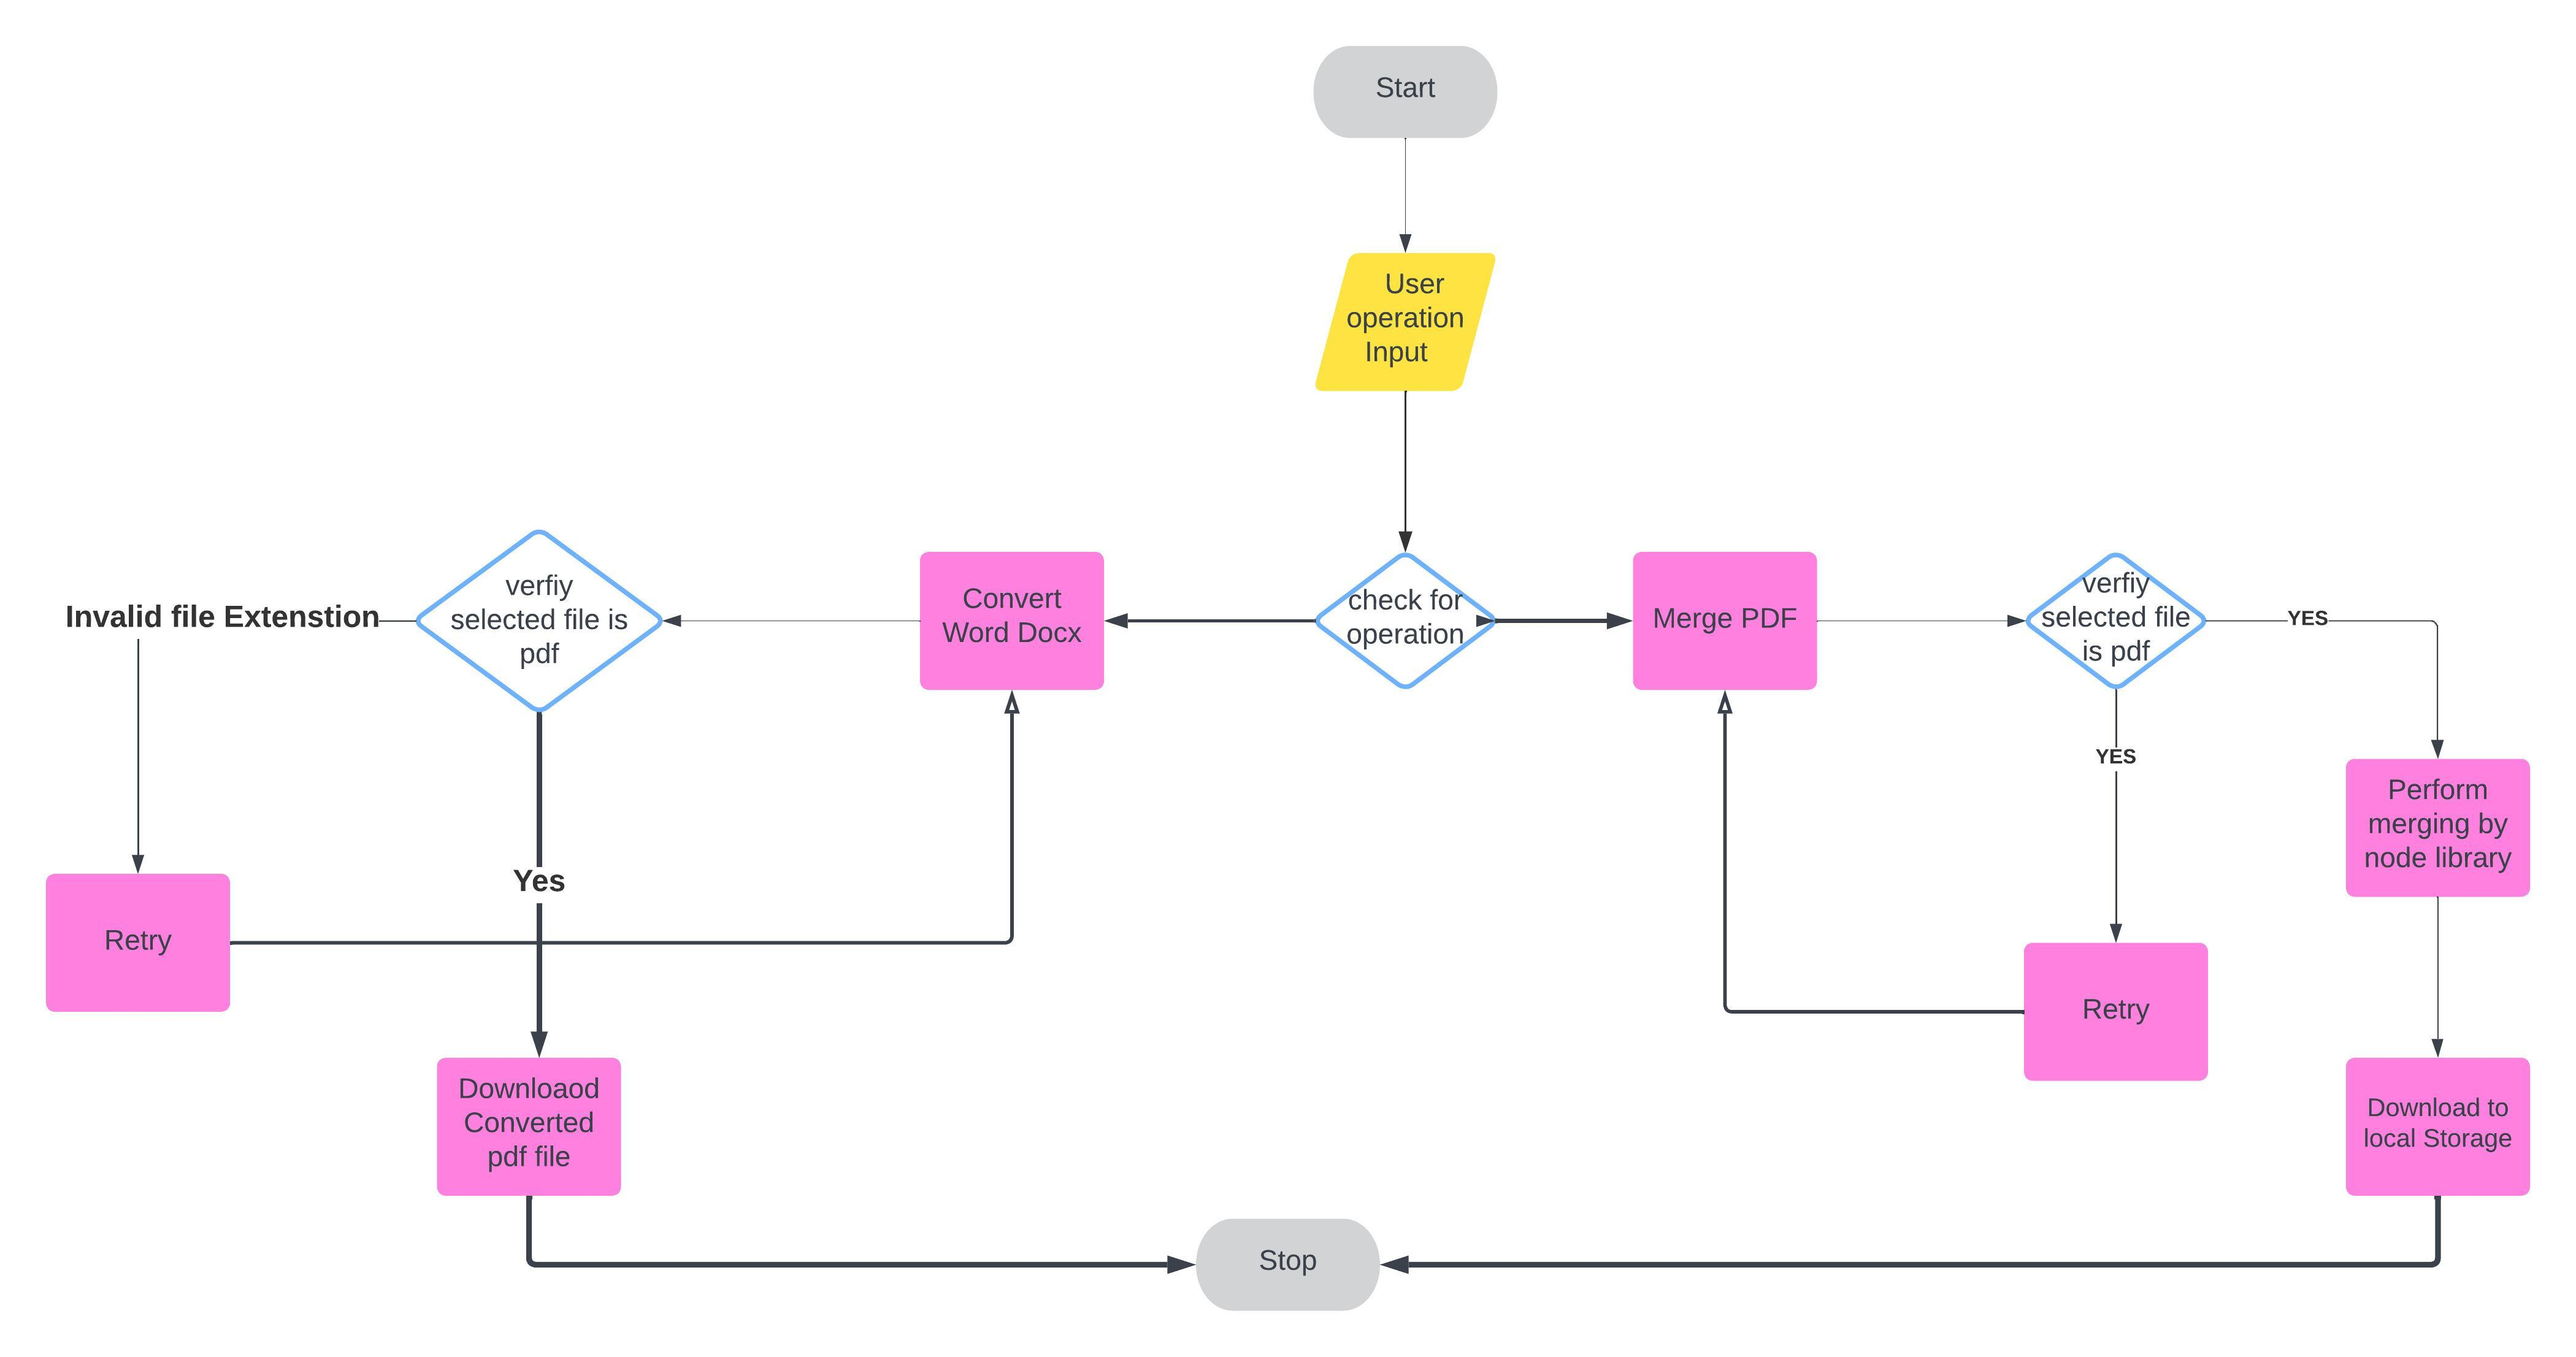 Start
User
operation
Input
check for
operation
Convert
Word Docx
Merge PDF
verfiy
selected file is
pdf
Invalid file Extenstion
Yes
Retry
Downloaod
Converted
pdf file
verfiy
selected file
is pdf
YES
YES
Perform
merging by
node library
Retry
Download to
local Storage
Stop